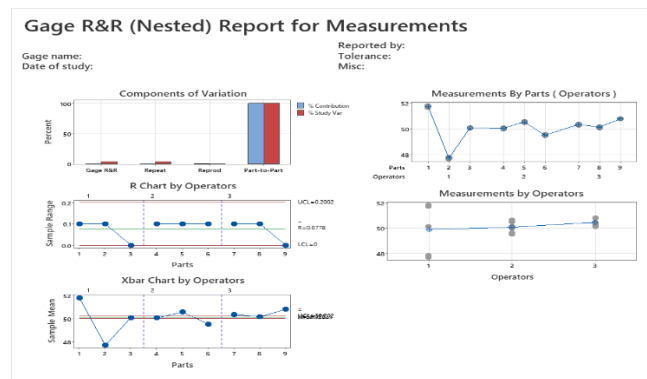 Gage R&R (Nested) Report for Measurements
Gage name:
Date of study:
Reported by:
Tolerance:
Misc:
Components of Variation
Percent
100
50
0
Gage R&R Repeat Reprod Part-to-Part
% Contribution
% Study Var
R Chart by Operators
1 2 3
Sample Range
0.2
0.1
0.0
UCL=0.2002
R=0.0778
LCL=0
1 2 3 4 5 6 7 8 9
Parts
Xbar Chart by Operators
1 2 3
Sample Mean
52
50
48
1 2 3 4 5 6 7 8 9
Parts
Measurements By Parts ( Operators )
52
50
48
Parts 1 2 3 4 5 6 7 8 9
Operators 1 2 3
Measurements by Operators
52
50
48
1 2 3
Operators